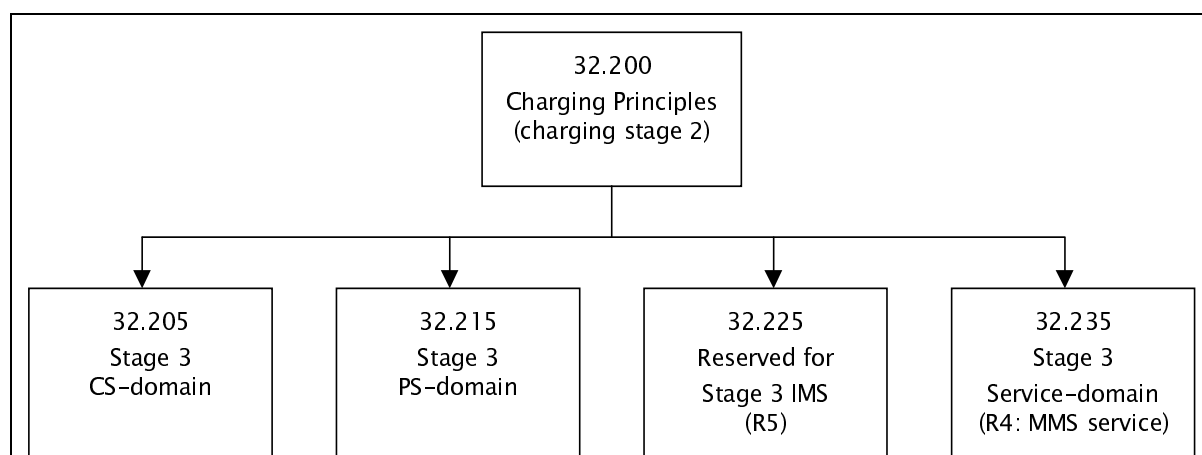 32.200
Charging Principles
(charging stage 2)
32.205
Stage 3
CS-domain
32.215
Stage 3
PS-domain
32.225
Reserved for
Stage 3 IMS
(R5)
32.235
Stage 3
Service-domain
(R4: MMS service)